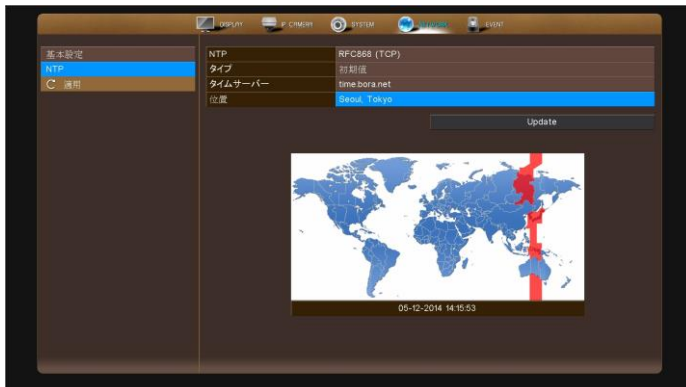 DISPLAY IP CAMERA SYSTEM NETWORK EVENT
基本設定
NTP
適用
NTP RFC868 (TCP)
タイプ 初期値
タイムサーバー time.bora.net
位置 Seoul, Tokyo
Update
05-12-2014 14:15:53